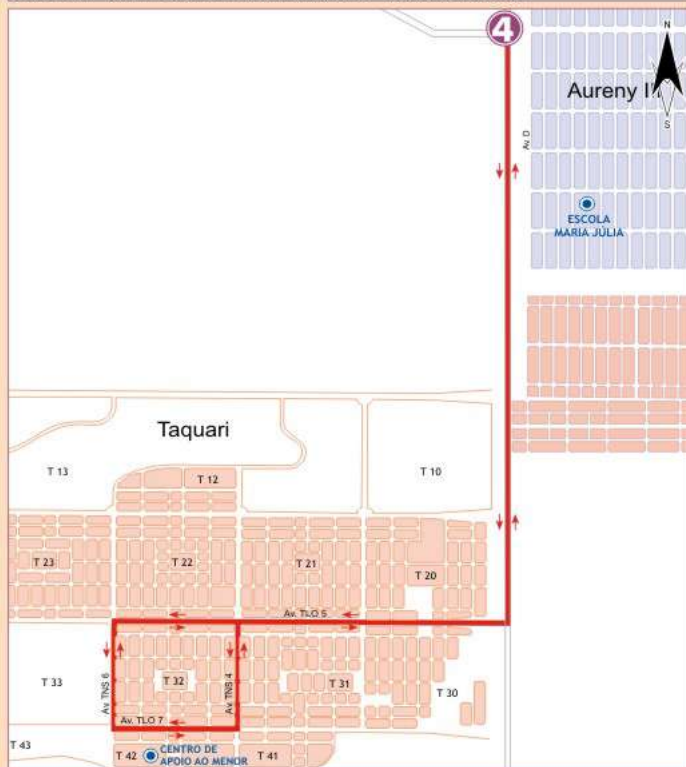 4
N
S
Aureny I
Av. D
ESCOLA
MARIA JÚLIA
Taquari
T 13
T 12
T 10
T 23
T 22
T 21
T 20
Av. TLO 5
T 33
Av. TNS 6
T 32
Av. TNS 4
T 31
T 30
Av. TLO 7
T 43
T 42
CENTRO DE
APOIO AO MENOR
T 41